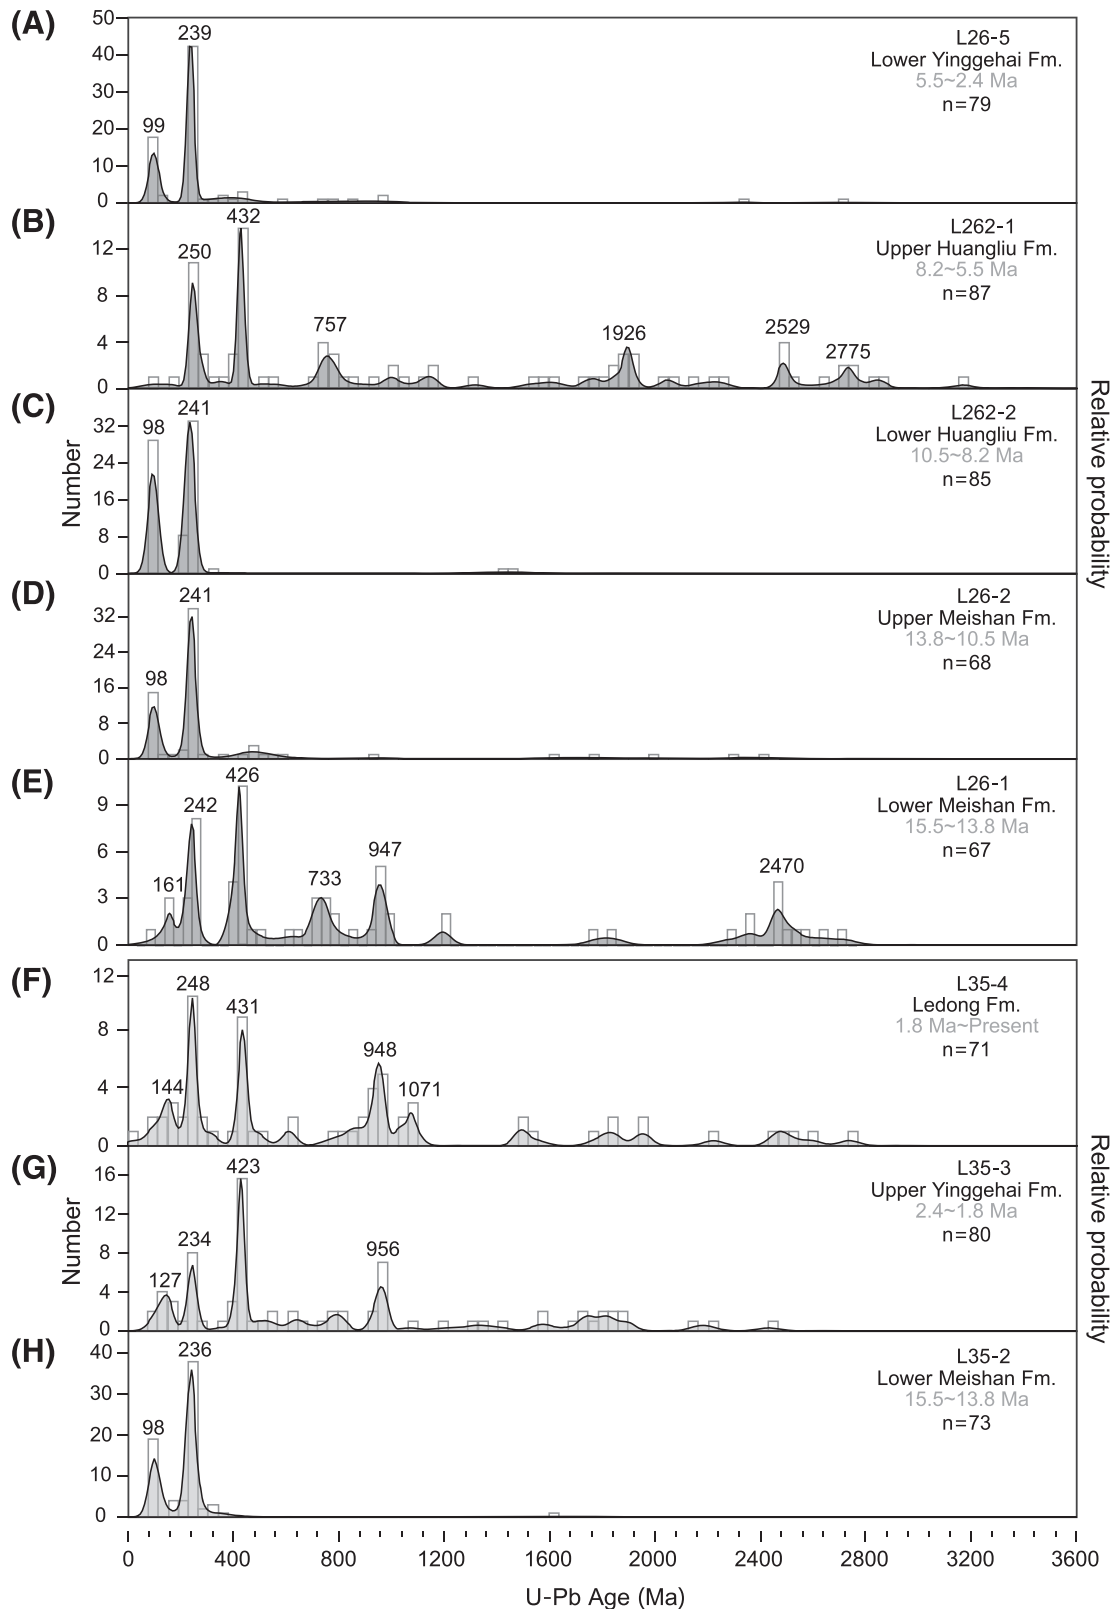 (A)
50
40
30
20
10
0
99
239
L26-5
Lower Yinggehai Fm.
5.5~2.4 Ma
n=79
(B)
12
8
4
0
250
432
757
1926
2529
2775
L262-1
Upper Huangliu Fm.
8.2~5.5 Ma
n=87
(C)
32
24
16
8
0
98
241
L262-2
Lower Huangliu Fm.
10.5~8.2 Ma
n=85
Number
Relative probability
(D)
32
24
16
8
0
98
241
L26-2
Upper Meishan Fm.
13.8~10.5 Ma
n=68
(E)
9
6
3
0
161
242
426
733
947
2470
L26-1
Lower Meishan Fm.
15.5~13.8 Ma
n=67
(F)
12
8
4
0
144
248
431
948
1071
L35-4
Ledong Fm.
1.8 Ma~Present
n=71
(G)
16
12
8
4
0
127
234
423
956
L35-3
Upper Yinggehai Fm.
2.4~1.8 Ma
n=80
Number
Relative probability
(H)
40
30
20
10
0
98
236
L35-2
Lower Meishan Fm.
15.5~13.8 Ma
n=73
0 400 800 1200 1600 2000 2400 2800 3200 3600
U-Pb Age (Ma)